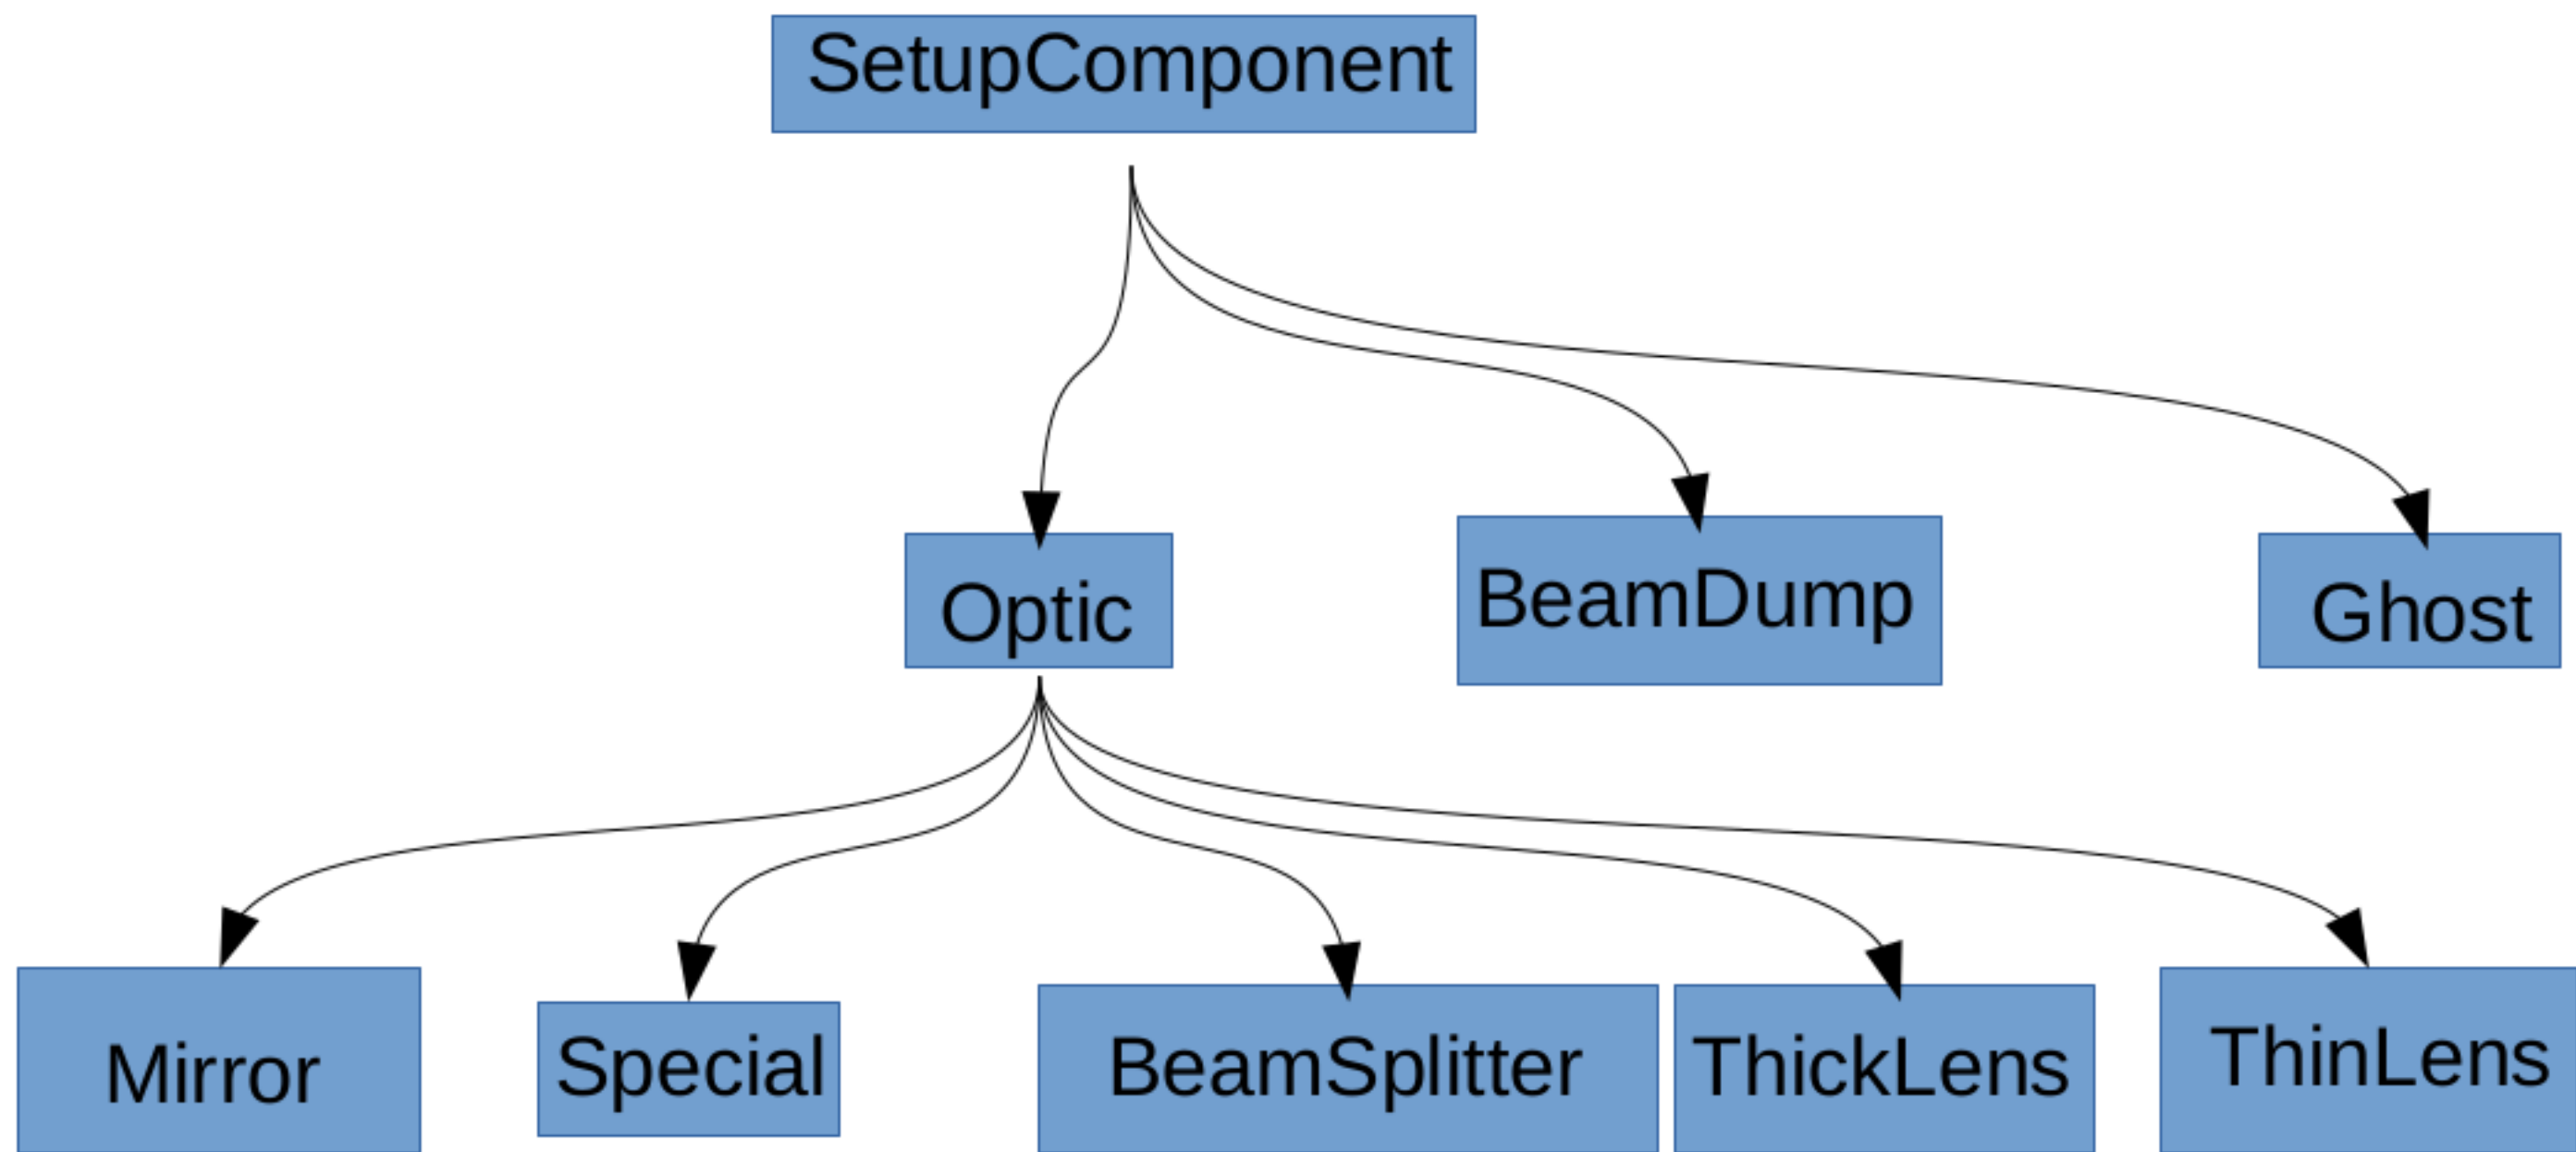 SetupComponent
Optic
BeamDump
Ghost
Mirror
Special
BeamSplitter
ThickLens
ThinLens